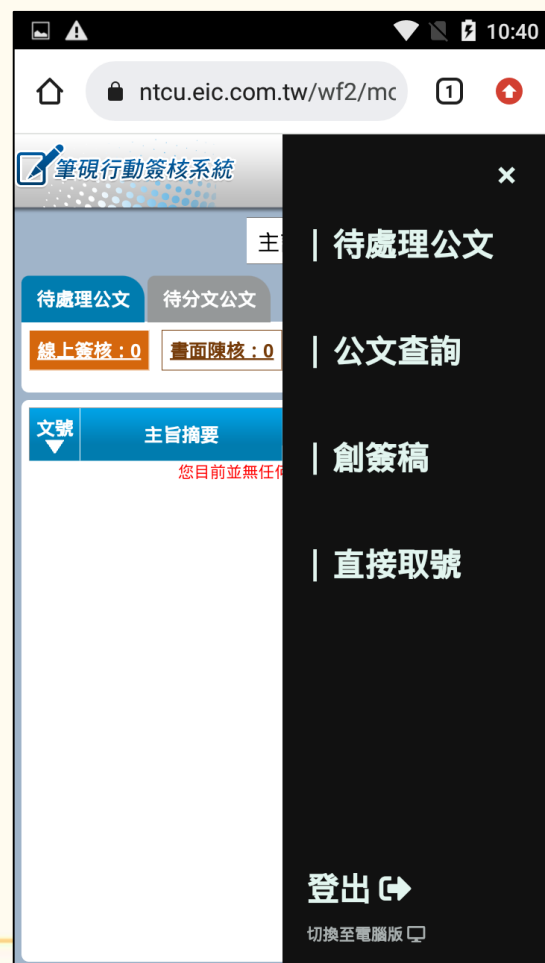 10:40
ntcu.eic.com.tw/wf2/mc
1
筆硯行動簽核系統
×
主
待處理公文
待分文公文
線上簽核：0
書面陳核：0
文號
主旨摘要
您目前並無任何
| 待處理公文
| 公文查詢
| 創簽稿
| 直接取號
登出
切換至電腦版